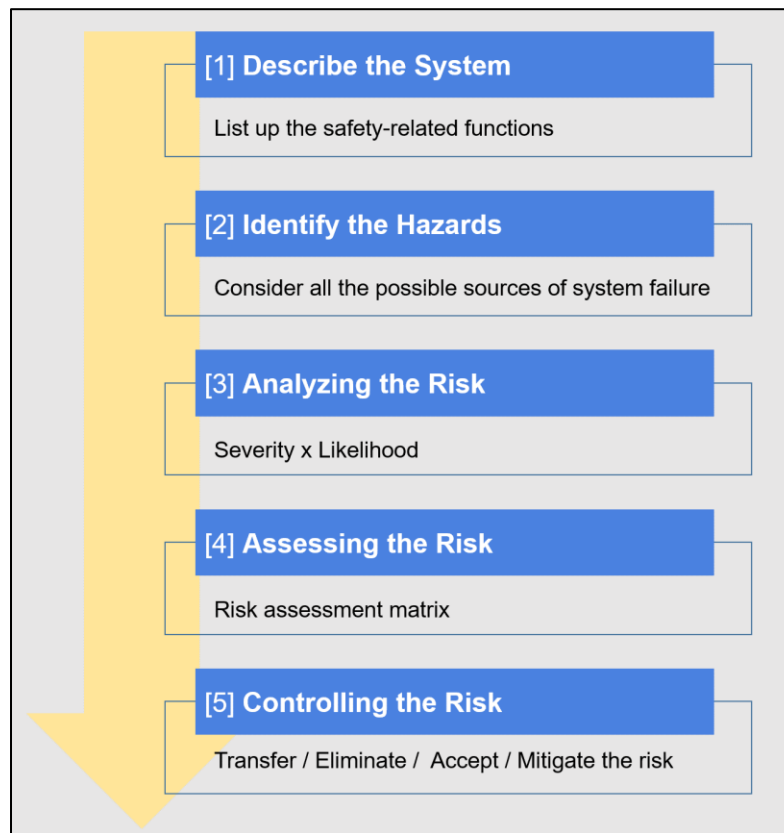 [1] Describe the System
List up the safety-related functions
[2] Identify the Hazards
Consider all the possible sources of system failure
[3] Analyzing the Risk
Severity x Likelihood
[4] Assessing the Risk
Risk assessment matrix
[5] Controlling the Risk
Transfer / Eliminate / Accept / Mitigate the risk